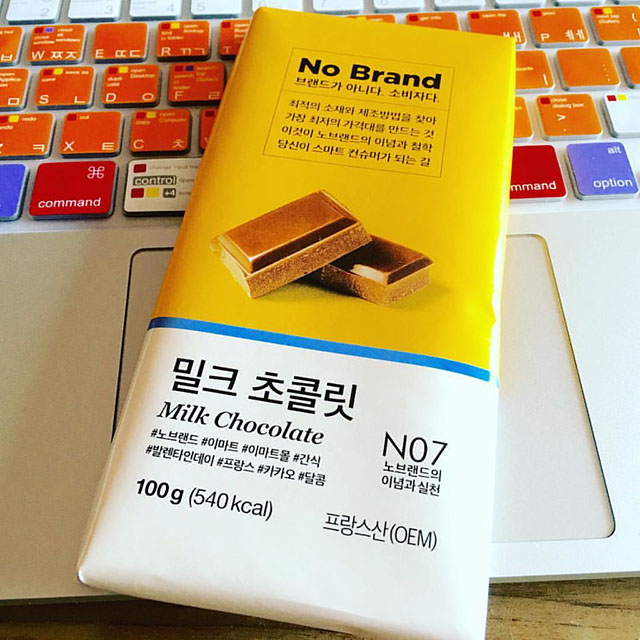 No Brand
브랜드가 아니다. 소비자다.
최적의 소재와 제조방법을 찾아
가장 최저의 가격대를 만드는 것
이것이 노브랜드의 이념과 철학
당신이 스마트 컨슈머가 되는 길
밀크 초콜릿
Milk Chocolate
#노브랜드 #이마트 #이마트몰 #간식
#발렌타인데이 #프랑스 #카카오 #달콤
100g (540 kcal)
N07
노브랜드의
이념과 실천
프랑스산(OEM)
command
control
command
alt
option